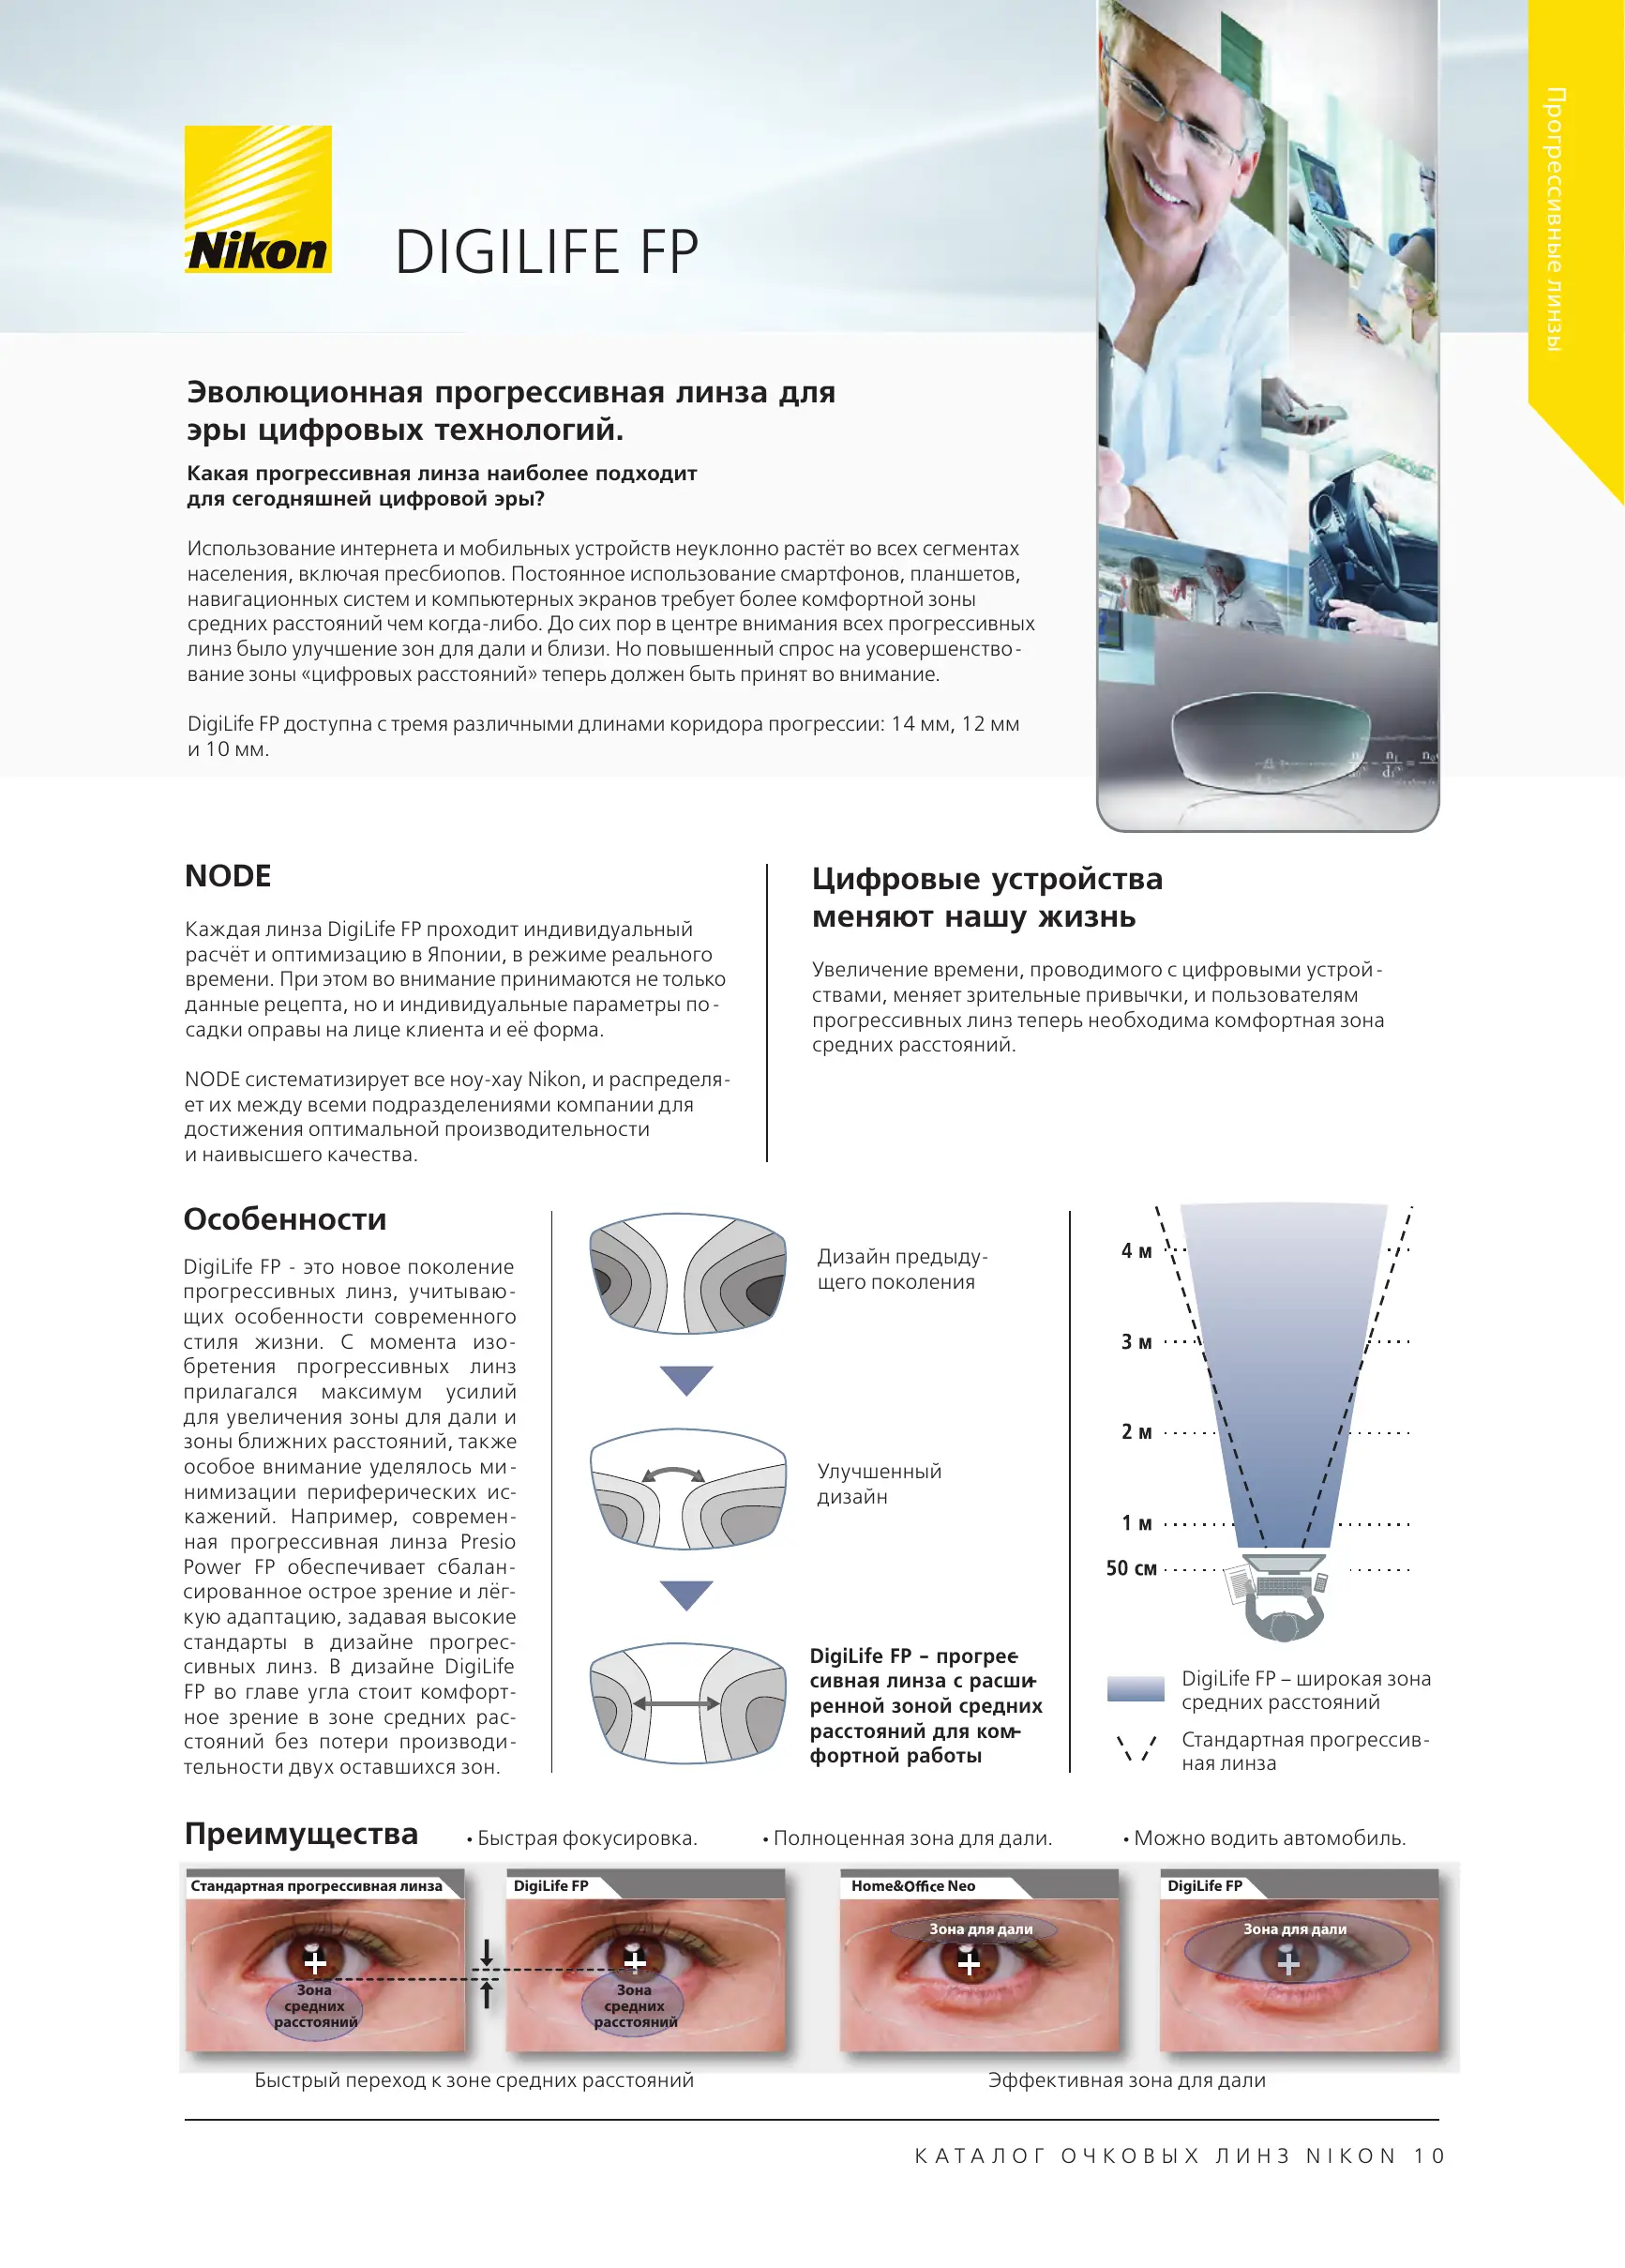 Прогрессивные линзы
Nikon
DIGILIFE FP
Эволюционная прогрессивная линза для
эры цифровых технологий.
Какая прогрессивная линза наиболее подходит
для сегодняшней цифровой эры?
Использование интернета и мобильных устройств неуклонно растёт во всех сегментах
населения, включая пресбиопов. Постоянное использование смартфонов, планшетов,
навигационных систем и компьютерных экранов требует более комфортной зоны
средних расстояний чем когда-либо. До сих пор в центре внимания всех прогрессивных
линз было улучшение зон для дали и близи. Но повышенный спрос на усовершенство-
вание зоны «цифровых расстояний» теперь должен быть принят во внимание.
DigiLife FP доступна с тремя различными длинами коридора прогрессии: 14 мм, 12 мм
и 10 мм.
NODE
Каждая линза DigiLife FP проходит индивидуальный
расчёт и оптимизацию в Японии, в режиме реального
времени. При этом во внимание принимаются не только
данные рецепта, но и индивидуальные параметры по-
садки оправы на лице клиента и её форма.
NODE систематизирует все ноу-хау Nikon, и распределя-
ет их между всеми подразделениями компании для
достижения оптимальной производительности
и наивысшего качества.
Цифровые устройства
меняют нашу жизнь
Увеличение времени, проводимого с цифровыми устрой-
ствами, меняет зрительные привычки, и пользователям
прогрессивных линз теперь необходима комфортная зона
средних расстояний.
Особенности
DigiLife FP - это новое поколение
прогрессивных линз, учитываю-
щих особенности современного
стиля жизни. С момента изо-
бретения прогрессивных линз
прилагался максимум усилий
для увеличения зоны для дали и
зоны ближних расстояний, также
особое внимание уделялось ми-
нимизации периферических ис-
кажений. Например, современ-
ная прогрессивная линза Presio
Power FP обеспечивает сбалан-
сированное острое зрение и лёг-
кую адаптацию, задавая высокие
стандарты в дизайне прогрес-
сивных линз. В дизайне DigiLife
FP во главе угла стоит комфорт-
ное зрение в зоне средних рас-
стояний без потери производи-
тельности двух оставшихся зон.
Дизайн предыду-
щего поколения
Улучшенный
дизайн
DigiLife FP – прогрес-
сивная линза с расши-
ренной зоной средних
расстояний для ком-
фортной работы
4 м
3 м
2 м
1 м
50 см
DigiLife FP – широкая зона
средних расстояний
Стандартная прогрессив-
ная линза
Преимущества
• Быстрая фокусировка.
• Полноценная зона для дали.
• Можно водить автомобиль.
Стандартная прогрессивная линза
Зона
средних
расстояний
DigiLife FP
Зона
средних
расстояний
Home&Office Neo
Зона для дали
DigiLife FP
Зона для дали
Быстрый переход к зоне средних расстояний
Эффективная зона для дали
КАТАЛОГ ОЧКОВЫХ ЛИНЗ NIKON 10